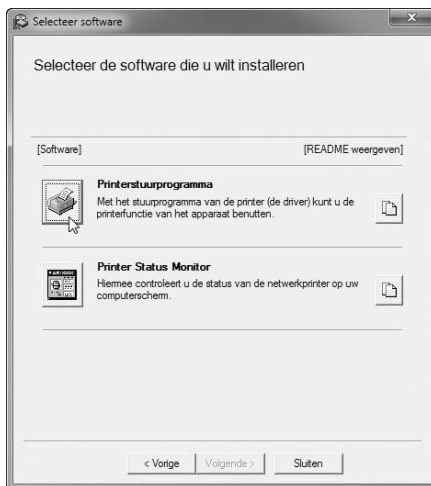 Selecteer software
Selecteer de software die u wilt installeren
[Software] [README weergeven]
Printerstuurprogramma
Met het stuurprogramma van de printer (de driver) kunt u de
printerfunctie van het apparaat benutten.
Printer Status Monitor
Hiermee controleert u de status van de netwerkprinter op uw
computerscherm.
< Vorige Volgende > Sluiten